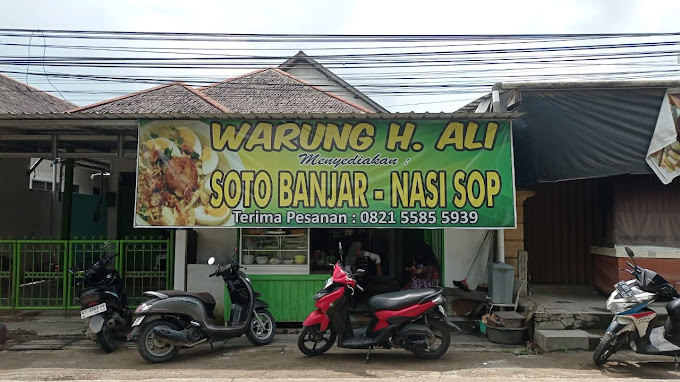 WARUNG H. ALI
Menyediakan :
SOTO BANJAR - NASI SOP
Terima Pesanan : 0821 5585 5939